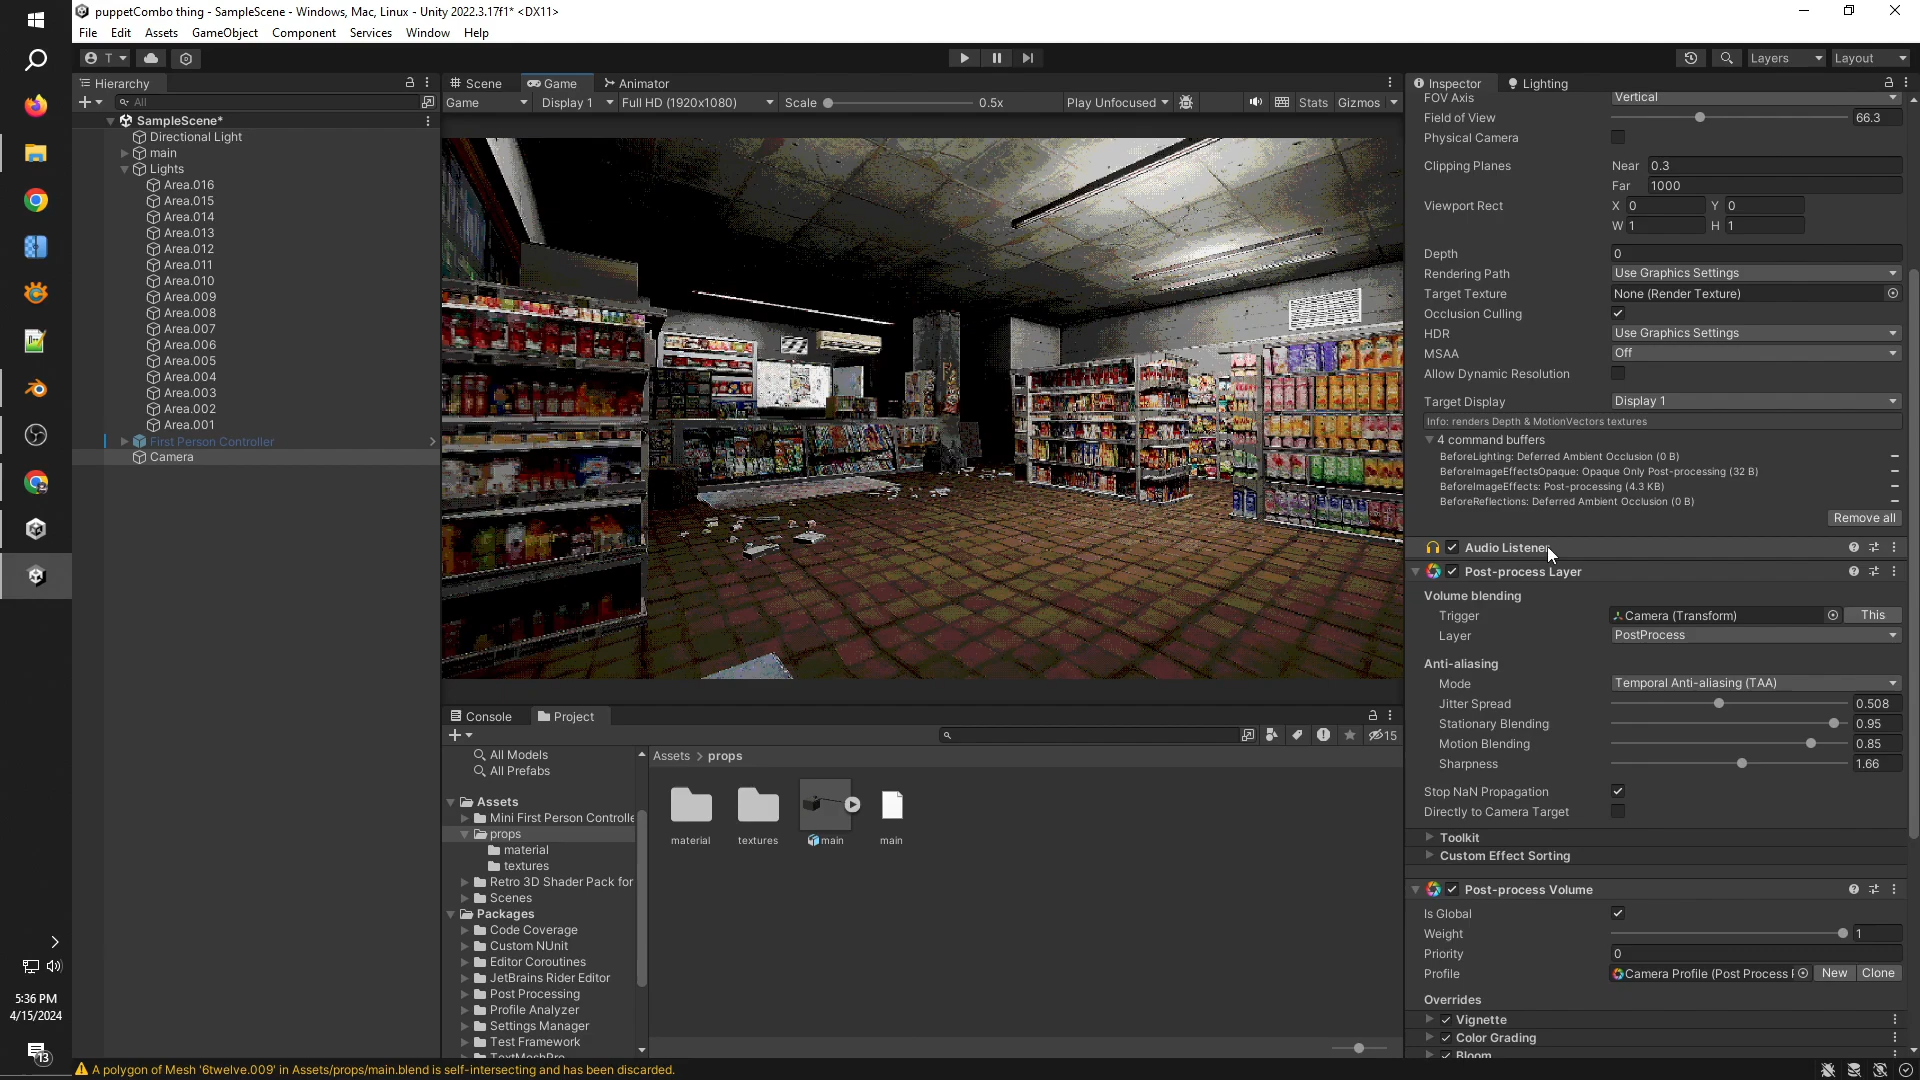 puppetCombo thing - SampleScene - Windows, Mac, Linux - Unity 2022.3.17f1* <DX11>
File Edit Assets GameObject Component Services Window Help
T Layers Layout
Hierarchy
All
SampleScene*
Directional Light
main
Lights
Area.016
Area.015
Area.014
Area.013
Area.012
Area.011
Area.010
Area.009
Area.008
Area.007
Area.006
Area.005
Area.004
Area.003
Area.002
Area.001
First Person Controller
Camera
Scene Game Animator
Game Display 1 Full HD (1920x1080) Scale 0.5x Play Unfocused Stats Gizmos
Console Project
15
All Models
All Prefabs
Assets
Mini First Person Controlle
props
material
textures
Retro 3D Shader Pack for
Scenes
Packages
Code Coverage
Custom NUnit
Editor Coroutines
JetBrains Rider Editor
Post Processing
Profile Analyzer
Settings Manager
Test Framework
TextMeshPro
Assets > props
material textures main main
Inspector Lighting
FOV Axis Vertical
Field of View 66.3
Physical Camera
Clipping Planes Near 0.3
Far 1000
Viewport Rect X 0 Y 0
W 1 H 1
Depth 0
Rendering Path Use Graphics Settings
Target Texture None (Render Texture)
Occlusion Culling
HDR Use Graphics Settings
MSAA Off
Allow Dynamic Resolution
Target Display Display 1
Info: renders Depth & MotionVectors textures
4 command buffers
BeforeLighting: Deferred Ambient Occlusion (0 B)
BeforeImageEffectsOpaque: Opaque Only Post-processing (32 B)
BeforeImageEffects: Post-processing (4.3 KB)
BeforeReflections: Deferred Ambient Occlusion (0 B)
Remove all
Audio Listener
Post-process Layer
Volume blending
Trigger Camera (Transform) This
Layer PostProcess
Anti-aliasing
Mode Temporal Anti-aliasing (TAA)
Jitter Spread 0.508
Stationary Blending 0.95
Motion Blending 0.85
Sharpness 1.66
Stop NaN Propagation
Directly to Camera Target
Toolkit
Custom Effect Sorting
Post-process Volume
Is Global
Weight 1
Priority 0
Profile Camera Profile (Post Process P New Clone
Overrides
Vignette
Color Grading
Bloom
5:36 PM
4/15/2024
13
A polygon of Mesh '6twelve.009' in Assets/props/main.blend is self-intersecting and has been discarded.